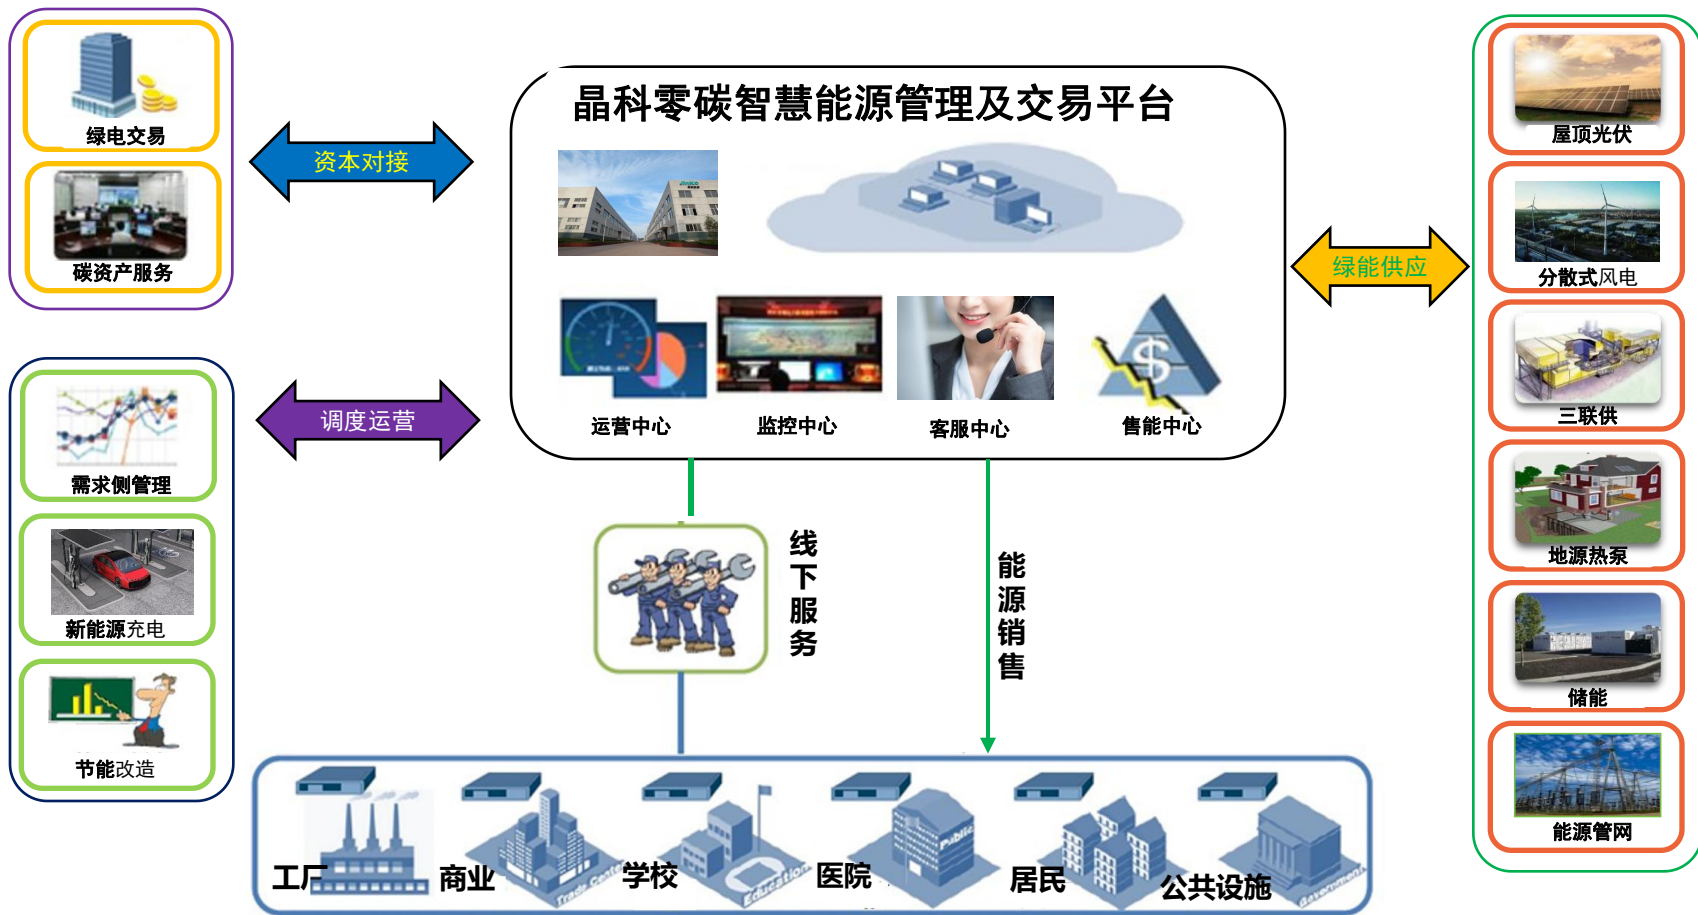 晶科零碳智慧能源管理及交易平台
绿电交易
碳资产服务
资本对接
需求侧管理
新能源充电
节能改造
调度运营
运营中心
监控中心
客服中心
售能中心
绿能供应
屋顶光伏
分散式风电
三联供
地源热泵
储能
能源管网
线下服务
能源销售
工厂
商业
学校
医院
居民
公共设施
Trade Center
Education
Public
Government